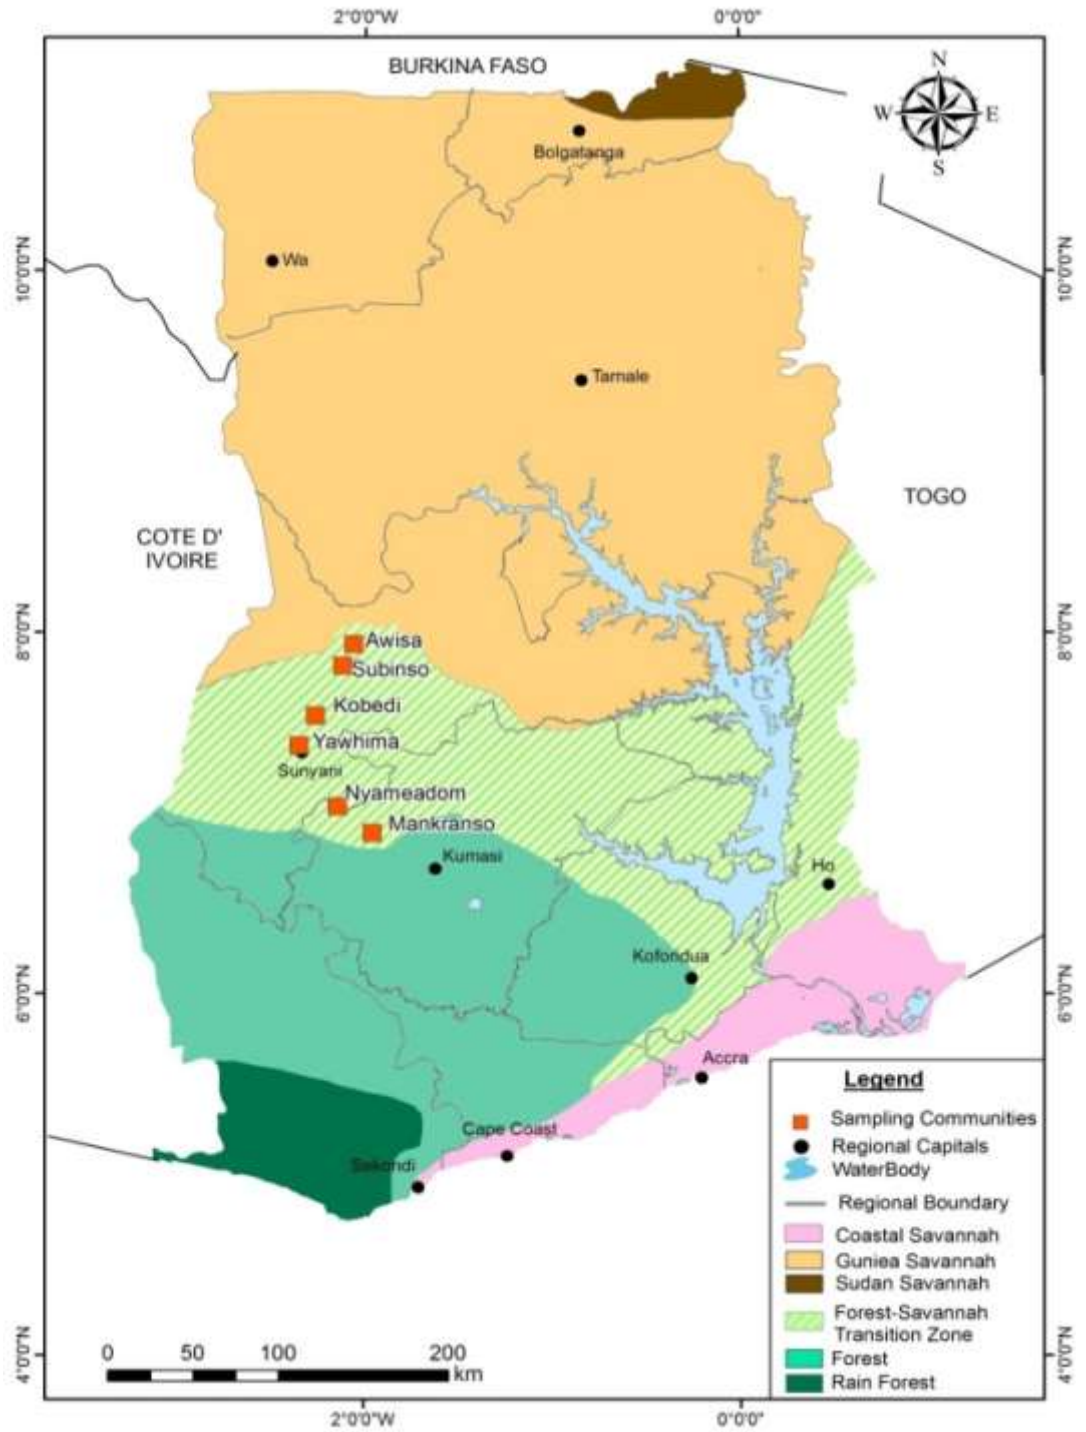 2°0'0"W
0°0'0"
BURKINA FASO
N
W
E
S
Bolgatanga
Wa
10°0'0"N
10°0'0"N
Tamale
TOGO
COTE D'
IVOIRE
8°0'0"N
8°0'0"N
Awisa
Subinso
Kobedi
Yawhima
Sunyani
Nyameadom
Mankranso
Kumasi
Ho
Koforidua
6°0'0"N
6°0'0"N
Accra
Cape Coast
Sekondi
Legend
Sampling Communities
Regional Capitals
WaterBody
Regional Boundary
Coastal Savannah
Guniea Savannah
Sudan Savannah
Forest-Savannah
Transition Zone
Forest
Rain Forest
0 50 100 200
km
4°0'0"N
4°0'0"N
2°0'0"W
0°0'0"